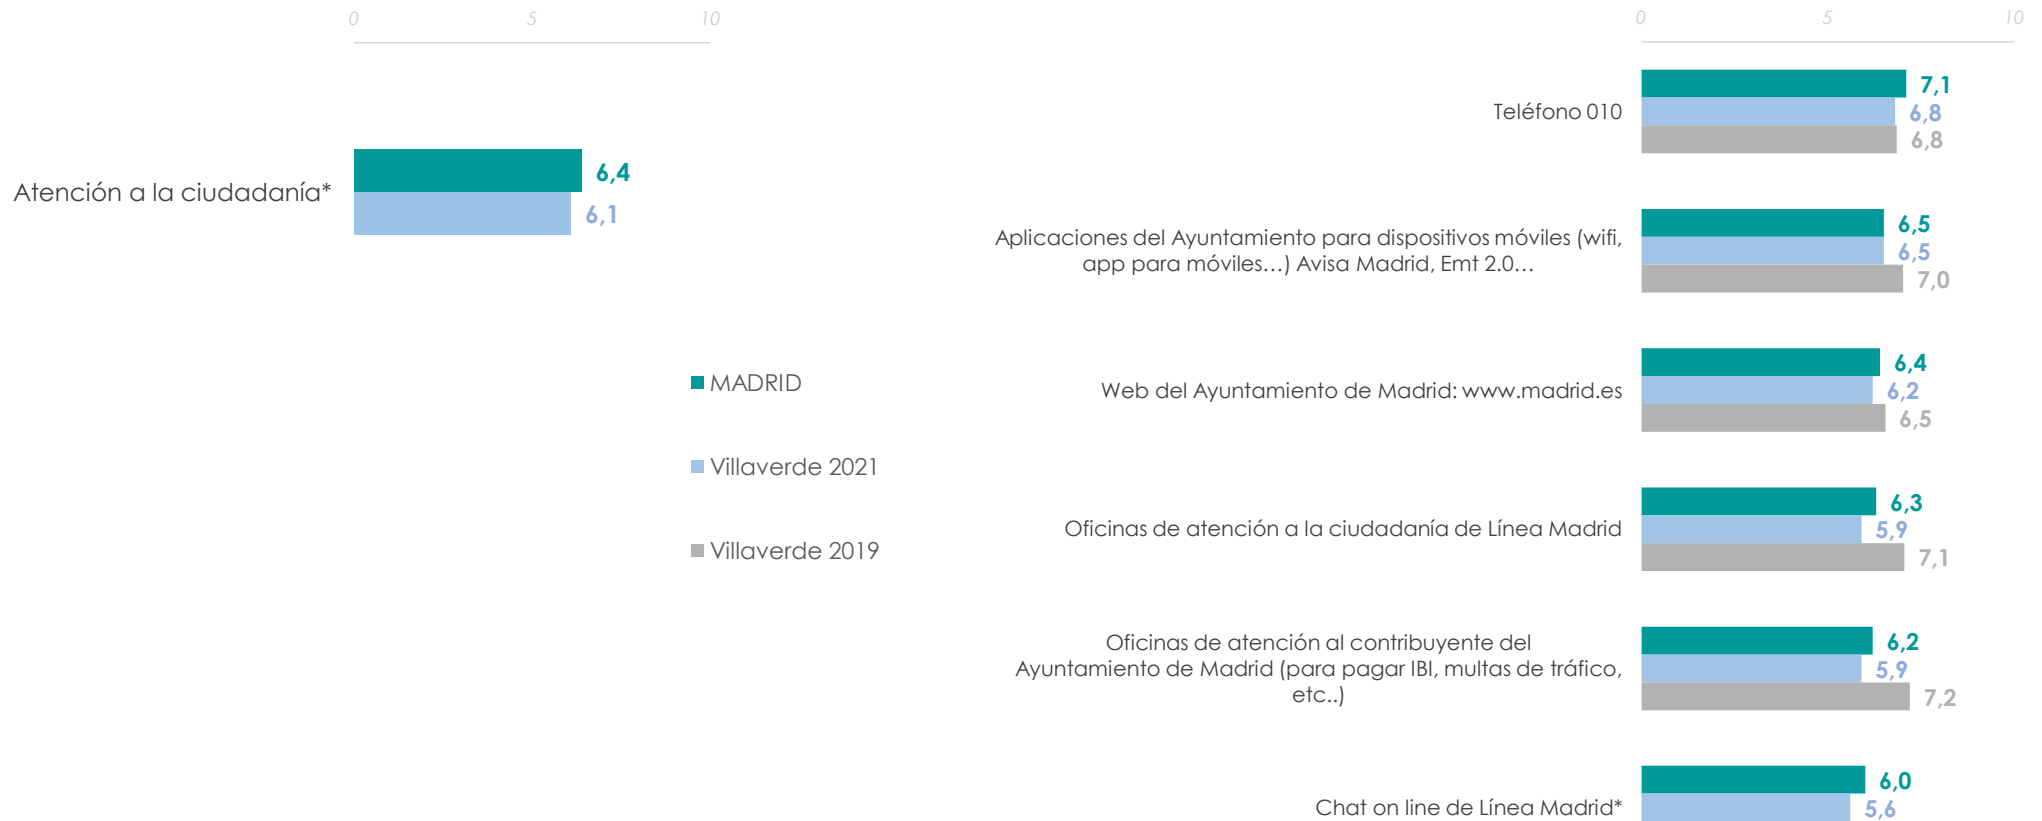 0 5 10
Atención a la ciudadanía*
6,4
6,1
MADRID
Villaverde 2021
Villaverde 2019
0 5 10
Teléfono 010
7,1
6,8
6,8
Aplicaciones del Ayuntamiento para dispositivos móviles (wifi,
app para móviles…) Avisa Madrid, Emt 2.0…
6,5
6,5
7,0
Web del Ayuntamiento de Madrid: www.madrid.es
6,4
6,2
6,5
Oficinas de atención a la ciudadanía de Línea Madrid
6,3
5,9
7,1
Oficinas de atención al contribuyente del
Ayuntamiento de Madrid (para pagar IBI, multas de tráfico,
etc..)
6,2
5,9
7,2
Chat on line de Línea Madrid*
6,0
5,6